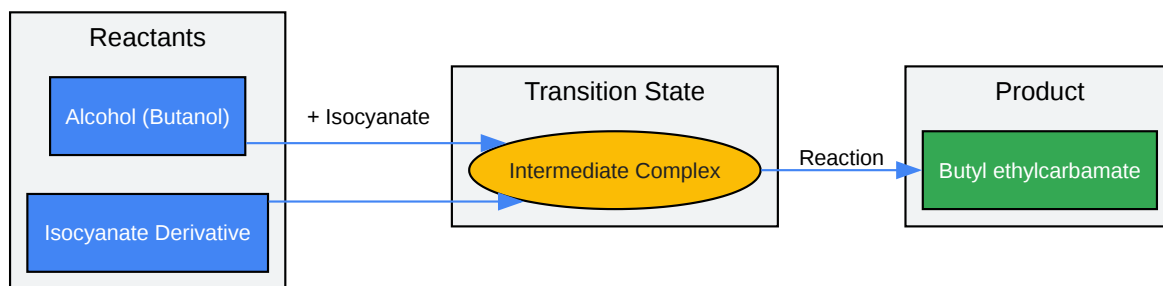 Reactants
Alcohol (Butanol)
Isocyanate Derivative
+ Isocyanate
Transition State
Intermediate Complex
Reaction
Product
Butyl ethylcarbamate